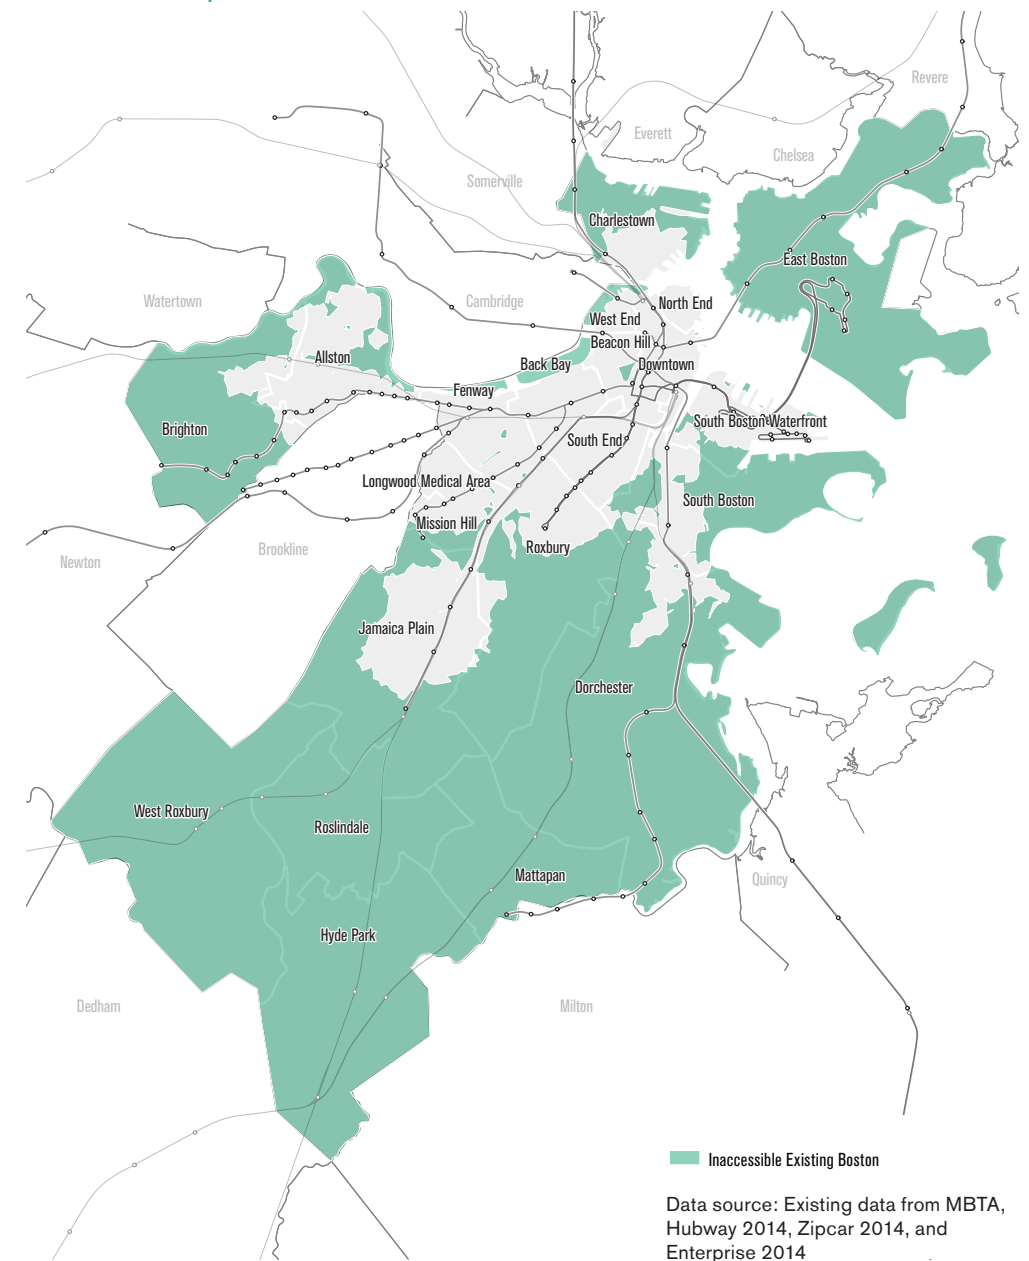 Revere
Everett
Chelsea
Somerville
Charlestown
East Boston
Watertown
Cambridge
North End
West End
Beacon Hill
Allston
Back Bay
Downtown
Fenway
Brighton
South Boston Waterfront
South End
Longwood Medical Area
South Boston
Mission Hill
Roxbury
Brookline
Newton
Jamaica Plain
Dorchester
West Roxbury
Roslindale
Mattapan
Quincy
Hyde Park
Dedham
Milton
Inaccessible Existing Boston
Data source: Existing data from MBTA,
Hubway 2014, Zipcar 2014, and
Enterprise 2014